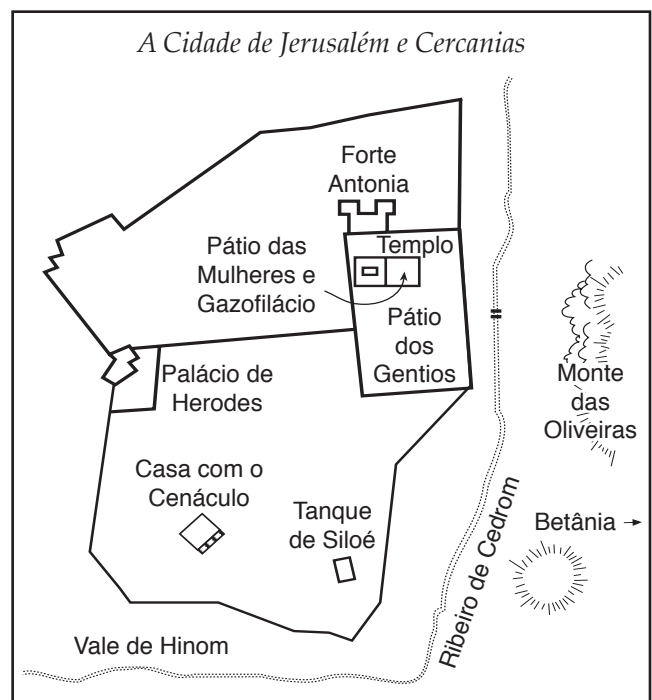 A Cidade de Jerusalém e Cercanias
Forte
Antonia
Templo
Pátio das
Mulheres e
Gazofilácio
Pátio
dos
Gentios
Palácio de
Herodes
Monte
das
Oliveiras
Casa com o
Cenáculo
Tanque
de Siloé
Betânia
Ribeiro de Cedrom
Vale de Hinom